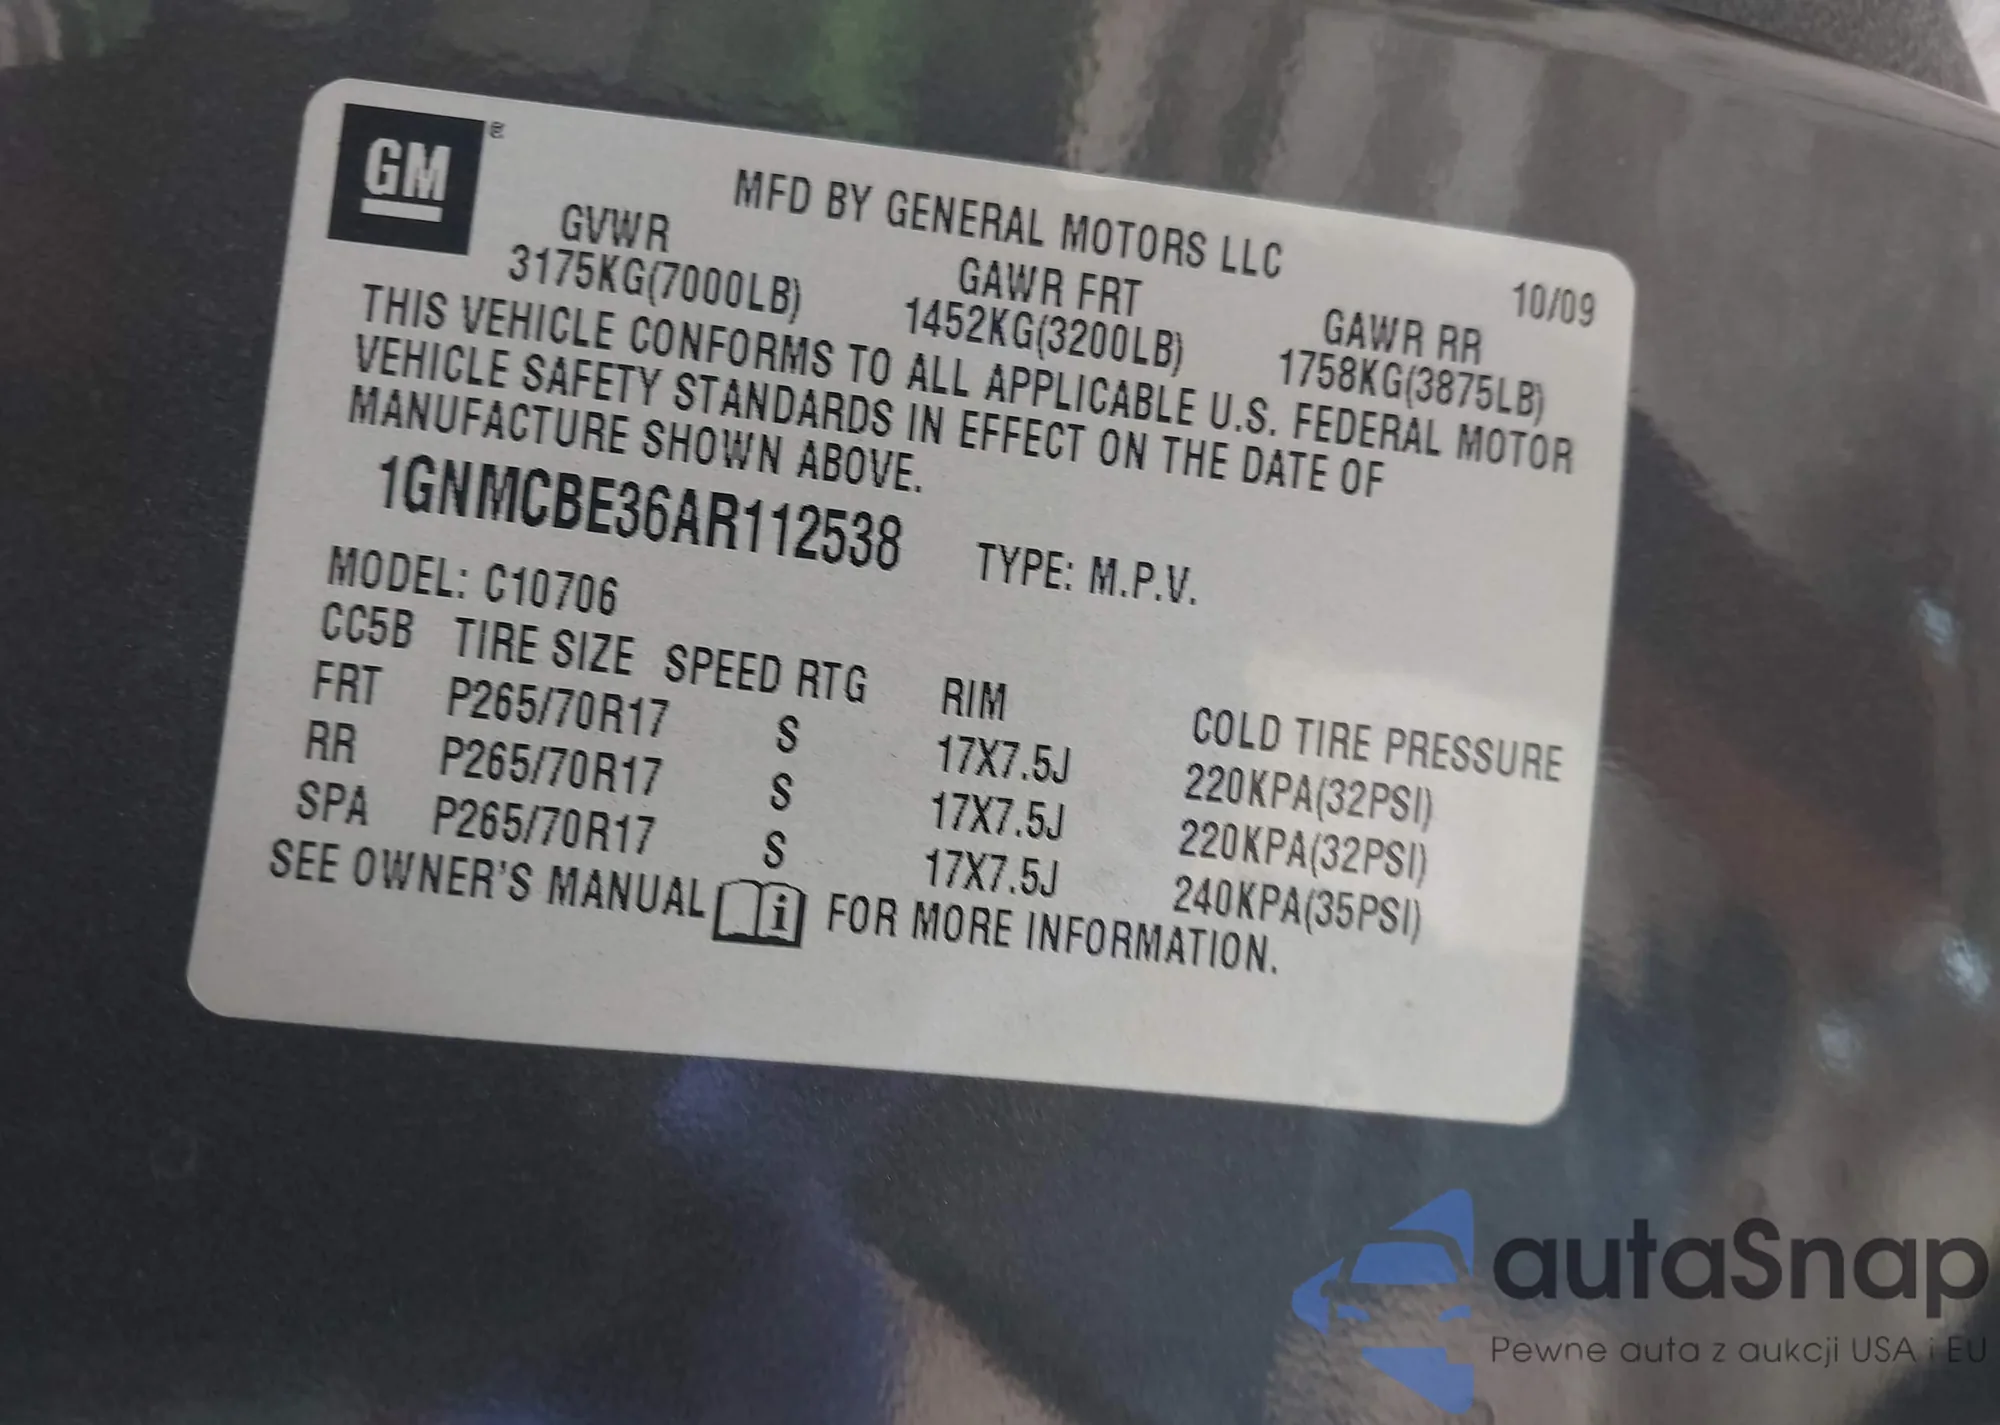 GM
MFD BY GENERAL MOTORS LLC
10/09
GVWR GAWR FRT GAWR RR
3175KG(7000LB) 1452KG(3200LB) 1758KG(3875LB)
THIS VEHICLE CONFORMS TO ALL APPLICABLE U.S. FEDERAL MOTOR
VEHICLE SAFETY STANDARDS IN EFFECT ON THE DATE OF
MANUFACTURE SHOWN ABOVE.
1GNMCBE36AR112538 TYPE: M.P.V.
MODEL: C10706
CC5B TIRE SIZE SPEED RTG RIM COLD TIRE PRESSURE
FRT P265/70R17 S 17X7.5J 220KPA(32PSI)
RR P265/70R17 S 17X7.5J 220KPA(32PSI)
SPA P265/70R17 S 17X7.5J 240KPA(35PSI)
SEE OWNER'S MANUAL i FOR MORE INFORMATION.
autaSnap
Pewne auta z aukcji USA i EU